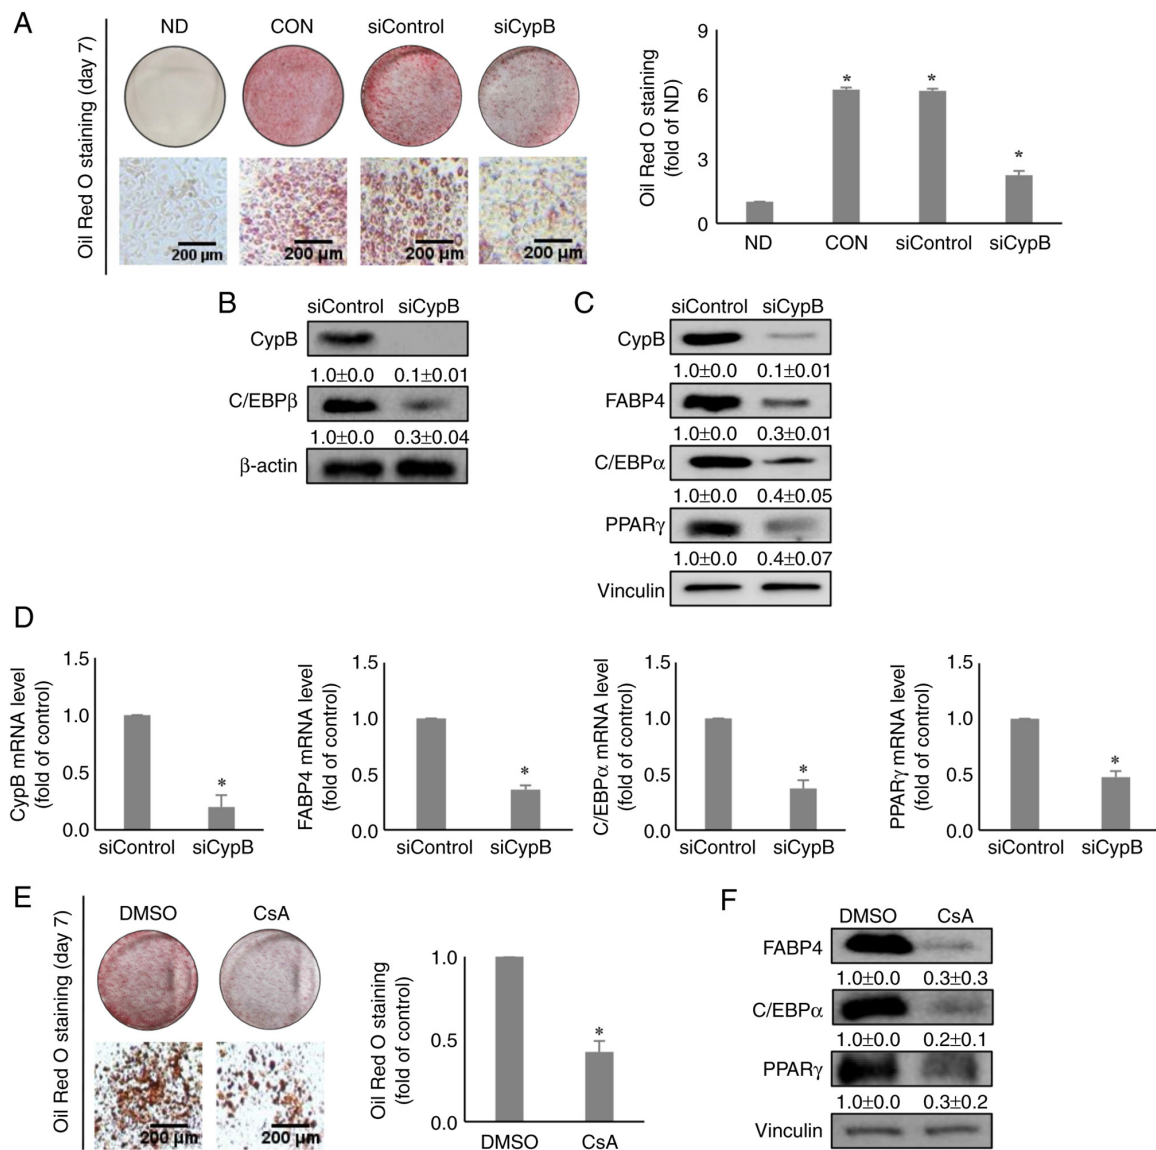 A
ND CON siControl siCypB
Oil Red O staining (day 7)
200 µm 200 µm 200 µm 200 µm
Oil Red O staining
(fold of ND)
9
6
3
0
* * *
ND CON siControl siCypB
B
siControl siCypB
CypB
1.0±0.0 0.1±0.01
C/EBPβ
1.0±0.0 0.3±0.04
β-actin
C
siControl siCypB
CypB
1.0±0.0 0.1±0.01
FABP4
1.0±0.0 0.3±0.01
C/EBPα
1.0±0.0 0.4±0.05
PPARγ
1.0±0.0 0.4±0.07
Vinculin
D
CypB mRNA level
(fold of control)
1.5
1.0
0.5
0.0
*
siControl siCypB
FABP4 mRNA level
(fold of control)
1.5
1.0
0.5
0.0
*
siControl siCypB
C/EBPα mRNA level
(fold of control)
1.5
1.0
0.5
0.0
*
siControl siCypB
PPARγ mRNA level
(fold of control)
1.5
1.0
0.5
0.0
*
siControl siCypB
E
DMSO CsA
Oil Red O staining (day 7)
200 µm 200 µm
Oil Red O staining
(fold of control)
1.0
0.5
0.0
*
DMSO CsA
F
DMSO CsA
FABP4
1.0±0.0 0.3±0.3
C/EBPα
1.0±0.0 0.2±0.1
PPARγ
1.0±0.0 0.3±0.2
Vinculin